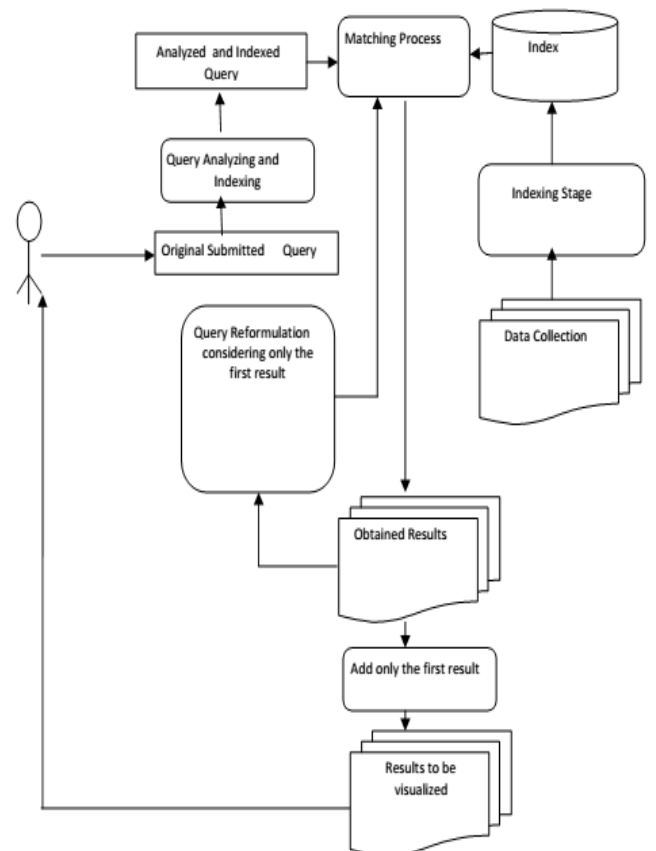 Analyzed and Indexed
Query
Matching Process
Index
Query Analyzing and
Indexing
Indexing Stage
Original Submitted Query
Query Reformulation
considering only the
first result
Data Collection
Obtained Results
Add only the first result
Results to be
visualized